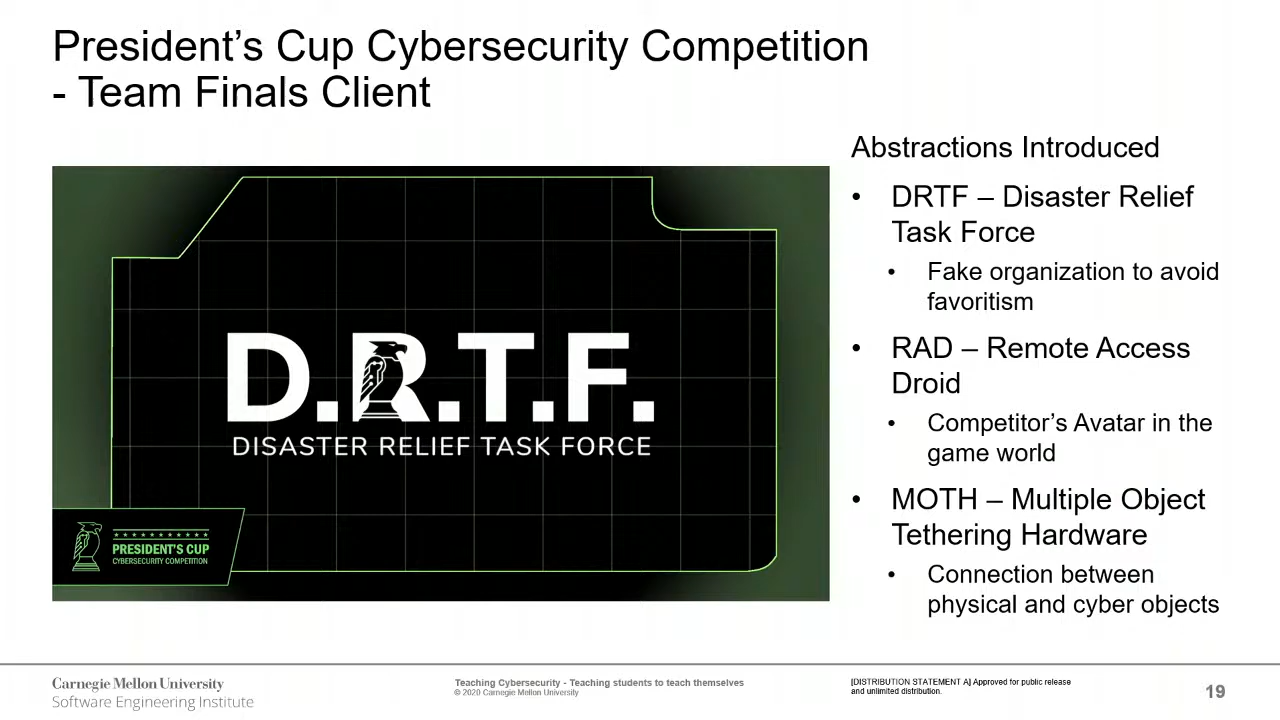 President’s Cup Cybersecurity Competition
- Team Finals Client
D.R.T.F.
DISASTER RELIEF TASK FORCE
PRESIDENT'S CUP
CYBERSECURITY COMPETITION
Abstractions Introduced
• DRTF – Disaster Relief
Task Force
• Fake organization to avoid
favoritism
• RAD – Remote Access
Droid
• Competitor’s Avatar in the
game world
• MOTH – Multiple Object
Tethering Hardware
• Connection between
physical and cyber objects
Carnegie Mellon University
Software Engineering Institute
Teaching Cybersecurity - Teaching students to teach themselves
© 2020 Carnegie Mellon University
[DISTRIBUTION STATEMENT A] Approved for public release
and unlimited distribution.
19